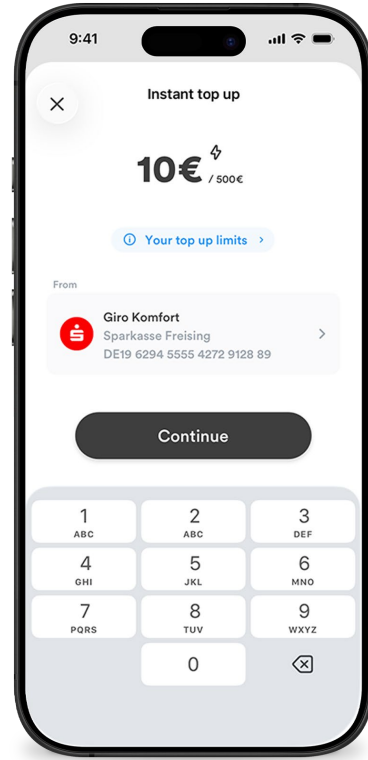 9:41
Instant top up
10€
/ 500€
Your top up limits
From
Giro Komfort
Sparkasse Freising
DE19 6294 5555 4272 9128 89
Continue
1 2 3
ABC ABC DEF
4 5 6
GHI JKL MNO
7 8 9
PQRS TUV WXYZ
0